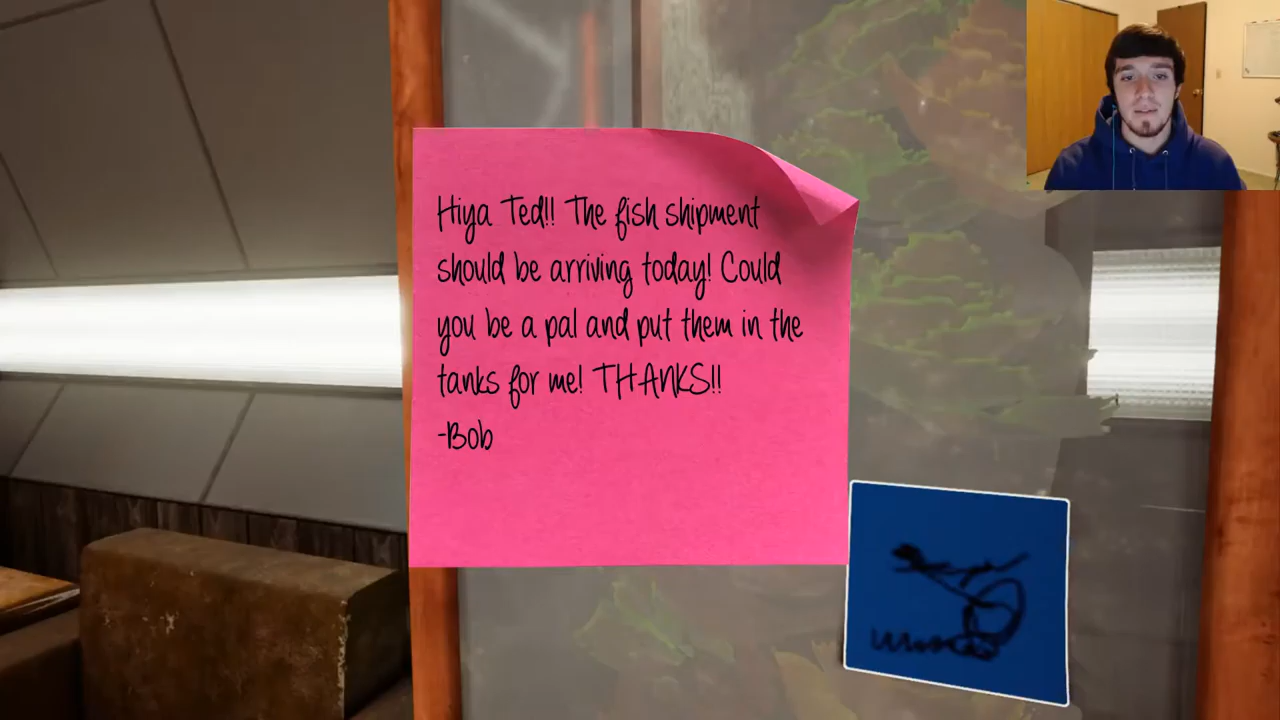 Hiya Ted!! The fish shipment
should be arriving today! Could
you be a pal and put them in the
tanks for me! THANKS!!
-Bob